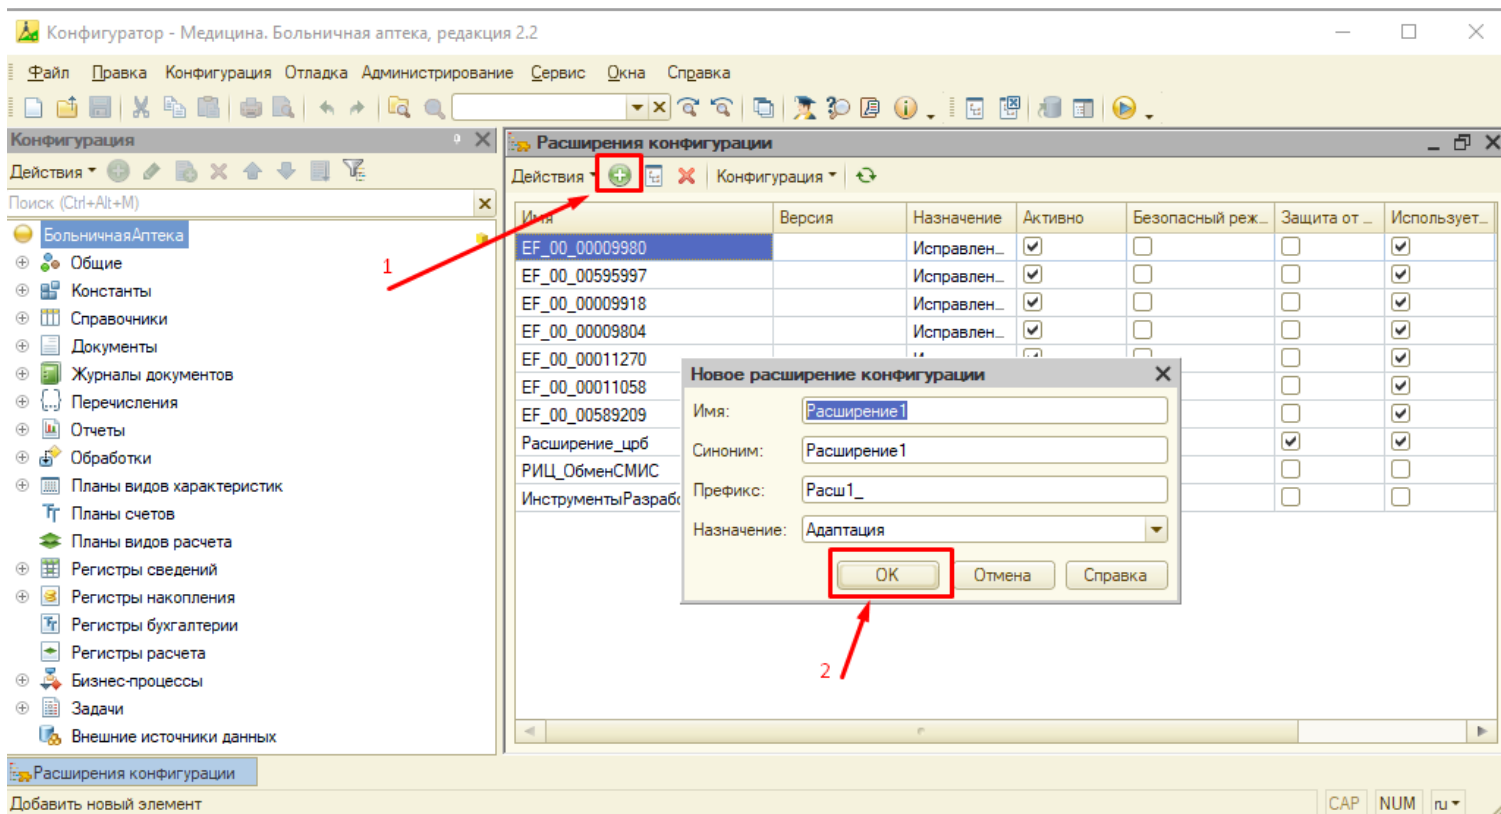 Конфигуратор - Медицина. Больничная аптека, редакция 2.2
Файл Правка Конфигурация Отладка Администрирование Сервис Окна Справка
Конфигурация
Действия
Поиск (Ctrl+Alt+M)
БольничнаяАптека
Общие
Константы
Справочники
Документы
Журналы документов
Перечисления
Отчеты
Обработки
Планы видов характеристик
Планы счетов
Планы видов расчета
Регистры сведений
Регистры накопления
Регистры бухгалтерии
Регистры расчета
Бизнес-процессы
Задачи
Внешние источники данных
1
Расширения конфигурации
Действия Конфигурация
Имя Версия Назначение Активно Безопасный реж... Защита от ... Использует...
EF_00_00009980 Исправлен...
EF_00_00595997 Исправлен...
EF_00_00009918 Исправлен...
EF_00_00009804 Исправлен...
EF_00_00011270
EF_00_00011058
EF_00_00589209
Расширение_црб
РИЦ_ОбменСМИС
ИнструментыРазрабо
Новое расширение конфигурации
Имя: Расширение1
Синоним: Расширение1
Префикс: Расш1_
Назначение: Адаптация
ОК Отмена Справка
2
Расширения конфигурации
Добавить новый элемент CAP NUM ru